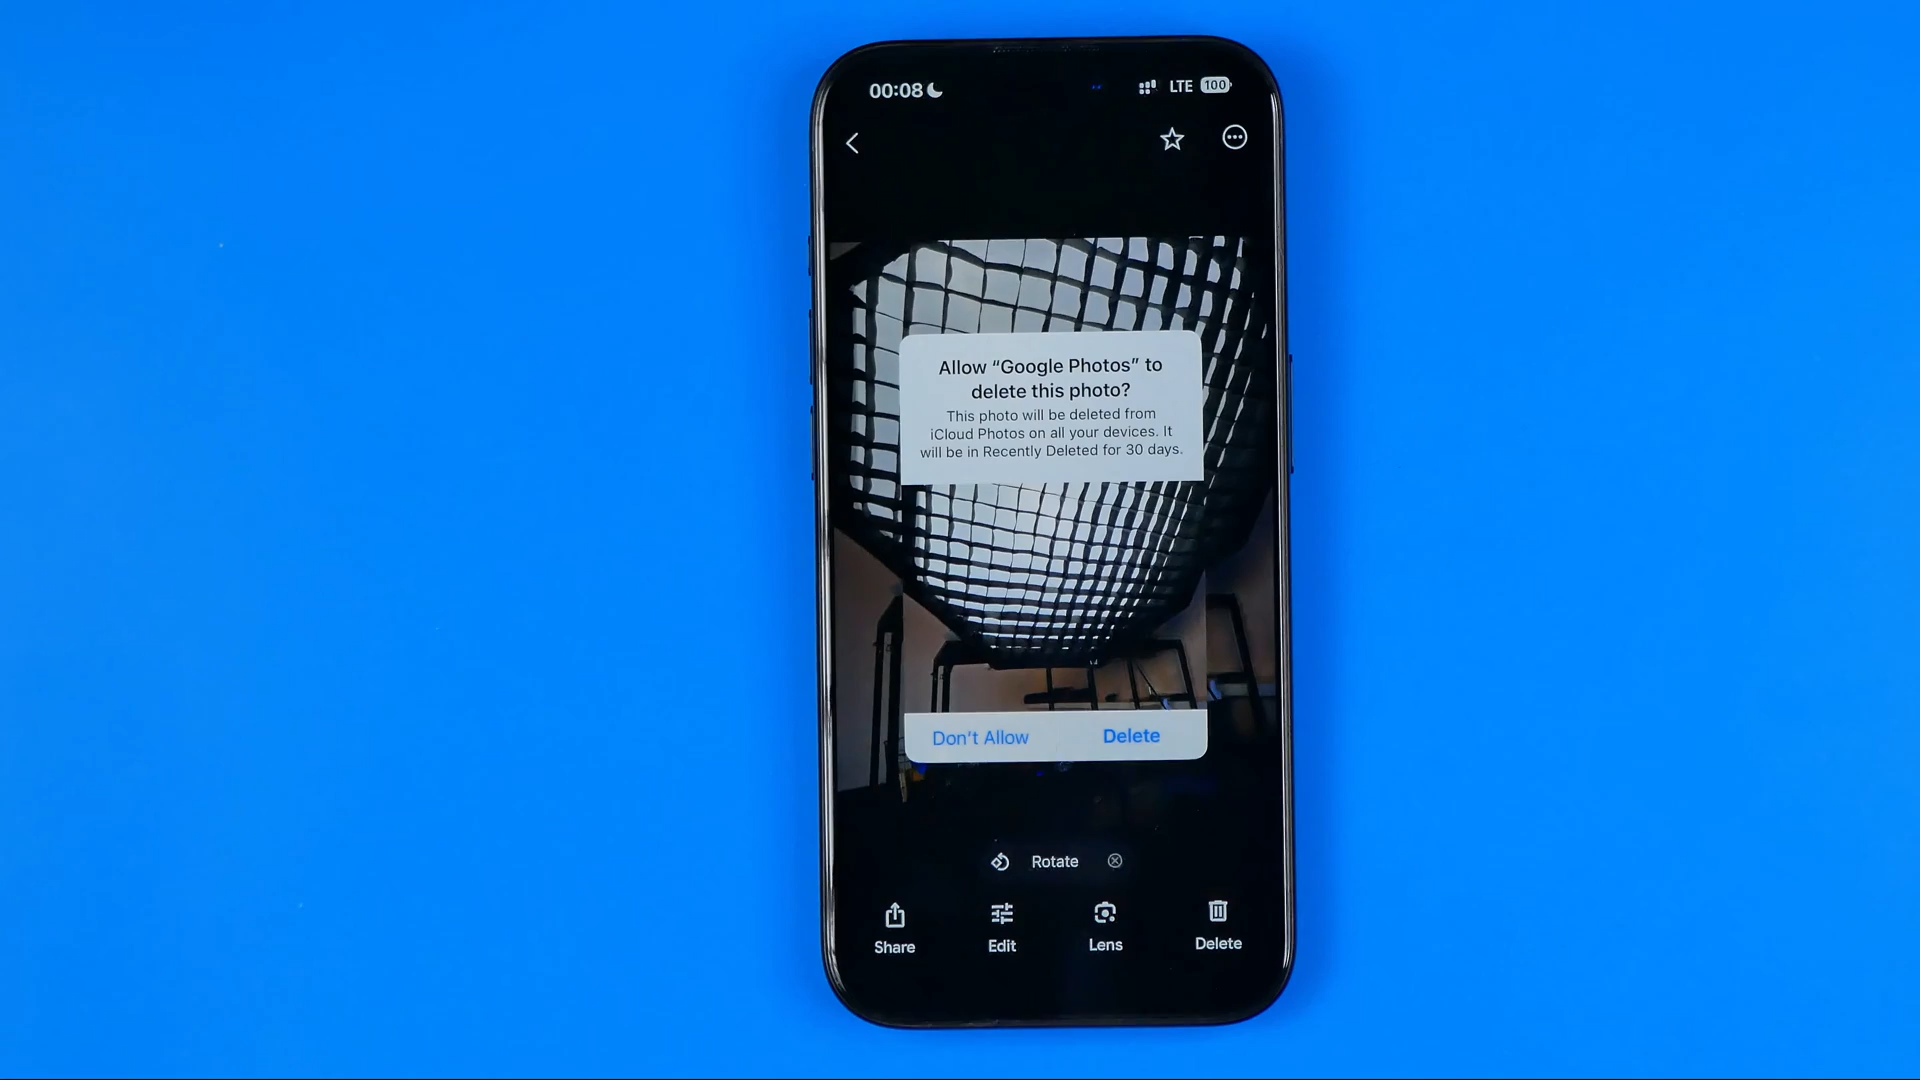 00:08 LTE 100
Allow “Google Photos” to
delete this photo?
This photo will be deleted from
iCloud Photos on all your devices. It
will be in Recently Deleted for 30 days.
Don't Allow Delete
Rotate
Share Edit Lens Delete